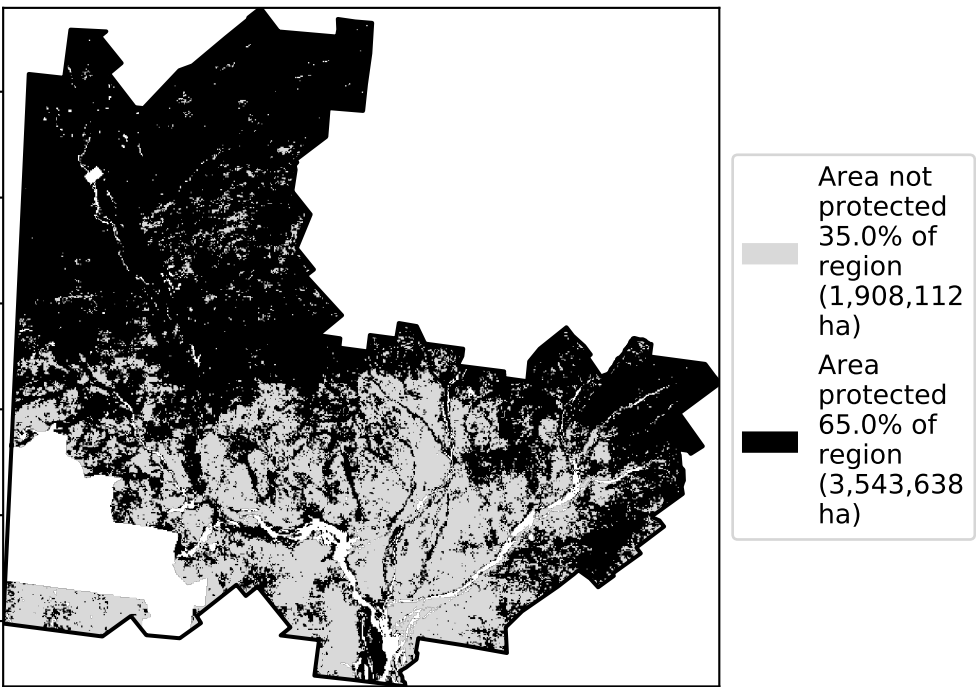 Area not
protected
35.0% of
region
(1,908,112
ha)
Area
protected
65.0% of
region
(3,543,638
ha)